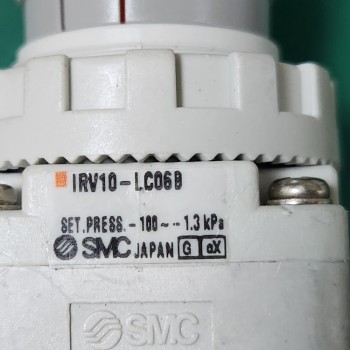 IRV10-LC06B
SET.PRESS. -100 ~ -1.3 kPa
SMC JAPAN G αX
SMC